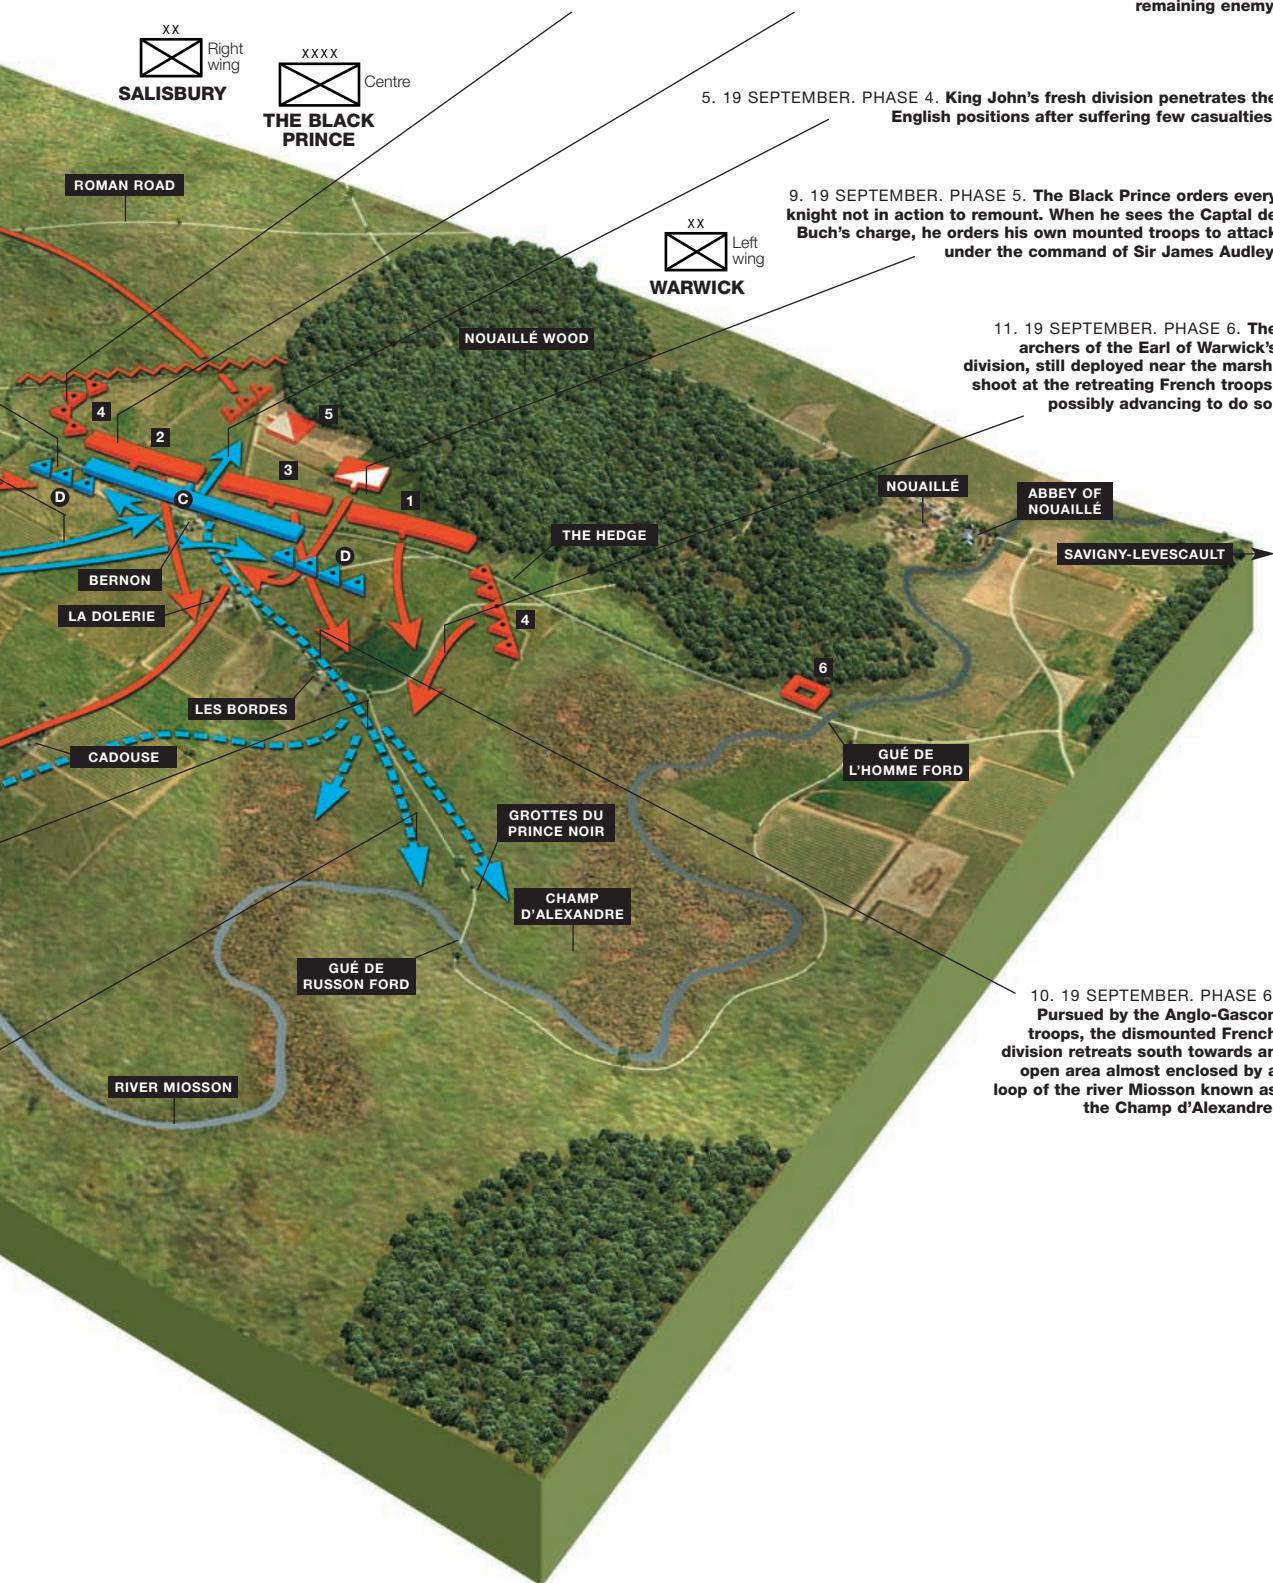 remaining enemy
XX
Right
wing
SALISBURY
XXXX
Centre
THE BLACK
PRINCE
5. 19 SEPTEMBER. PHASE 4. King John's fresh division penetrates the
English positions after suffering few casualties
ROMAN ROAD
9. 19 SEPTEMBER. PHASE 5. The Black Prince orders every
knight not in action to remount. When he sees the Captal de
Buch's charge, he orders his own mounted troops to attack
under the command of Sir James Audley
XX
Left
wing
WARWICK
11. 19 SEPTEMBER. PHASE 6. The
archers of the Earl of Warwick's
division, still deployed near the marsh
shoot at the retreating French troops
possibly advancing to do so
NOUAILLÉ WOOD
4
5
2
3
D
C
1
NOUAILLÉ
ABBEY OF
NOUAILLÉ
THE HEDGE
D
SAVIGNY-LEVESCAULT
BERNON
LA DOLERIE
4
6
LES BORDES
CADOUSE
GUÉ DE
L'HOMME FORD
GROTTES DU
PRINCE NOIR
CHAMP
D'ALEXANDRE
GUÉ DE
RUSSON FORD
10. 19 SEPTEMBER. PHASE 6
Pursued by the Anglo-Gascon
troops, the dismounted French
division retreats south towards an
open area almost enclosed by a
loop of the river Miosson known as
the Champ d'Alexandre
RIVER MIOSSON